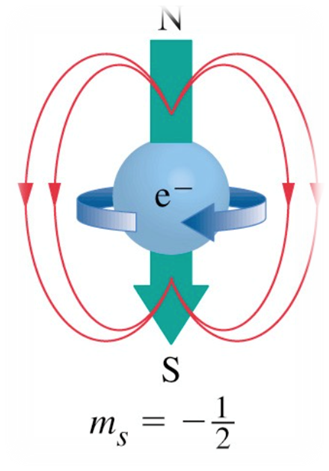 N
e⁻
S
mₛ = −1/2